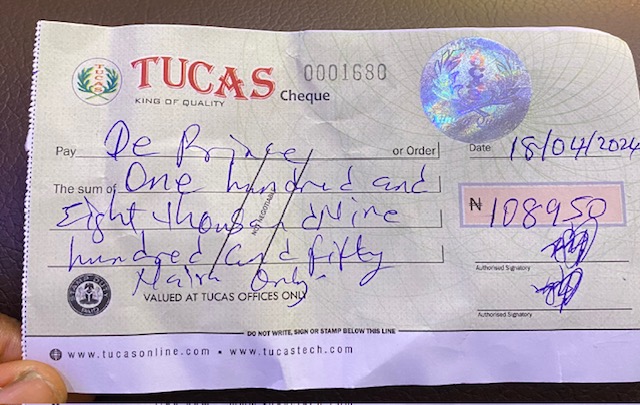 TUCAS
KING OF QUALITY
Cheque
0001680
Pay De Prince or Order
Date 18/04/2024
The sum of One hundred and
Eight thousand Nine
₦ 108950
hundred and fifty
Naira Only
NOT NEGOTIABLE
Authorised Signatory
VALUED AT TUCAS OFFICES ONLY
Authorised Signatory
DO NOT WRITE, SIGN OR STAMP BELOW THIS LINE
www.tucasonline.com • www.tucastech.com